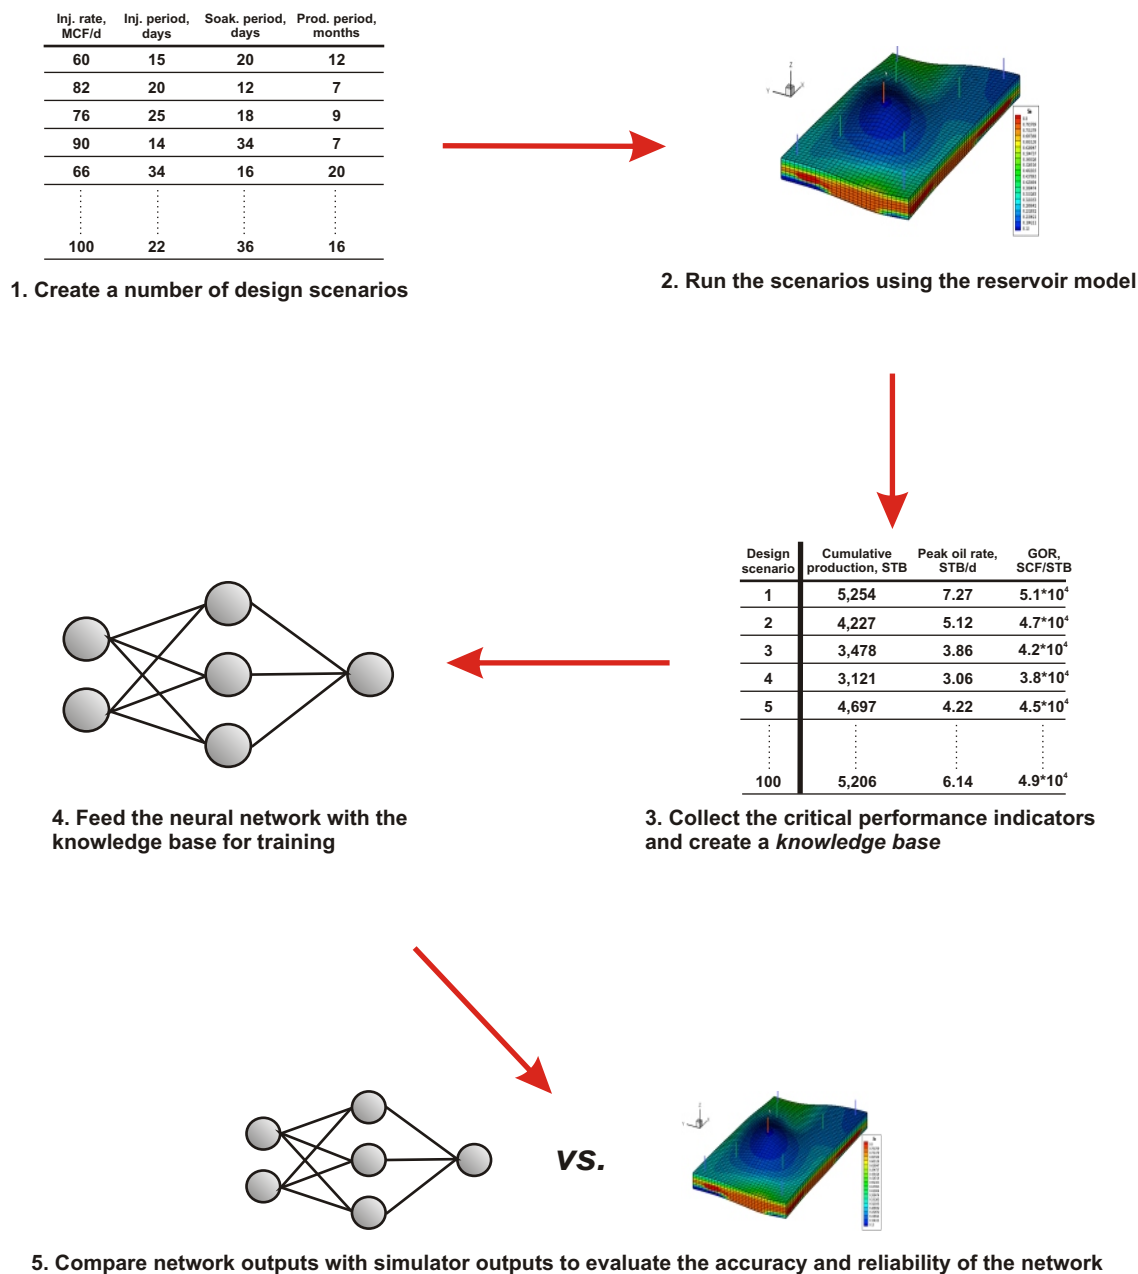 Inj. rate, Inj. period, Soak. period, Prod. period,
MCF/d days days months
60 15 20 12
82 20 12 7
76 25 18 9
90 14 34 7
66 34 16 20
100 22 36 16
1. Create a number of design scenarios
Z
Y X
2. Run the scenarios using the reservoir model
Design Cumulative Peak oil rate, GOR,
scenario production, STB STB/d SCF/STB
1 5,254 7.27 5.1*10⁴
2 4,227 5.12 4.7*10⁴
3 3,478 3.86 4.2*10⁴
4 3,121 3.06 3.8*10⁴
5 4,697 4.22 4.5*10⁴
100 5,206 6.14 4.9*10⁴
3. Collect the critical performance indicators
and create a knowledge base
4. Feed the neural network with the
knowledge base for training
vs.
5. Compare network outputs with simulator outputs to evaluate the accuracy and reliability of the network